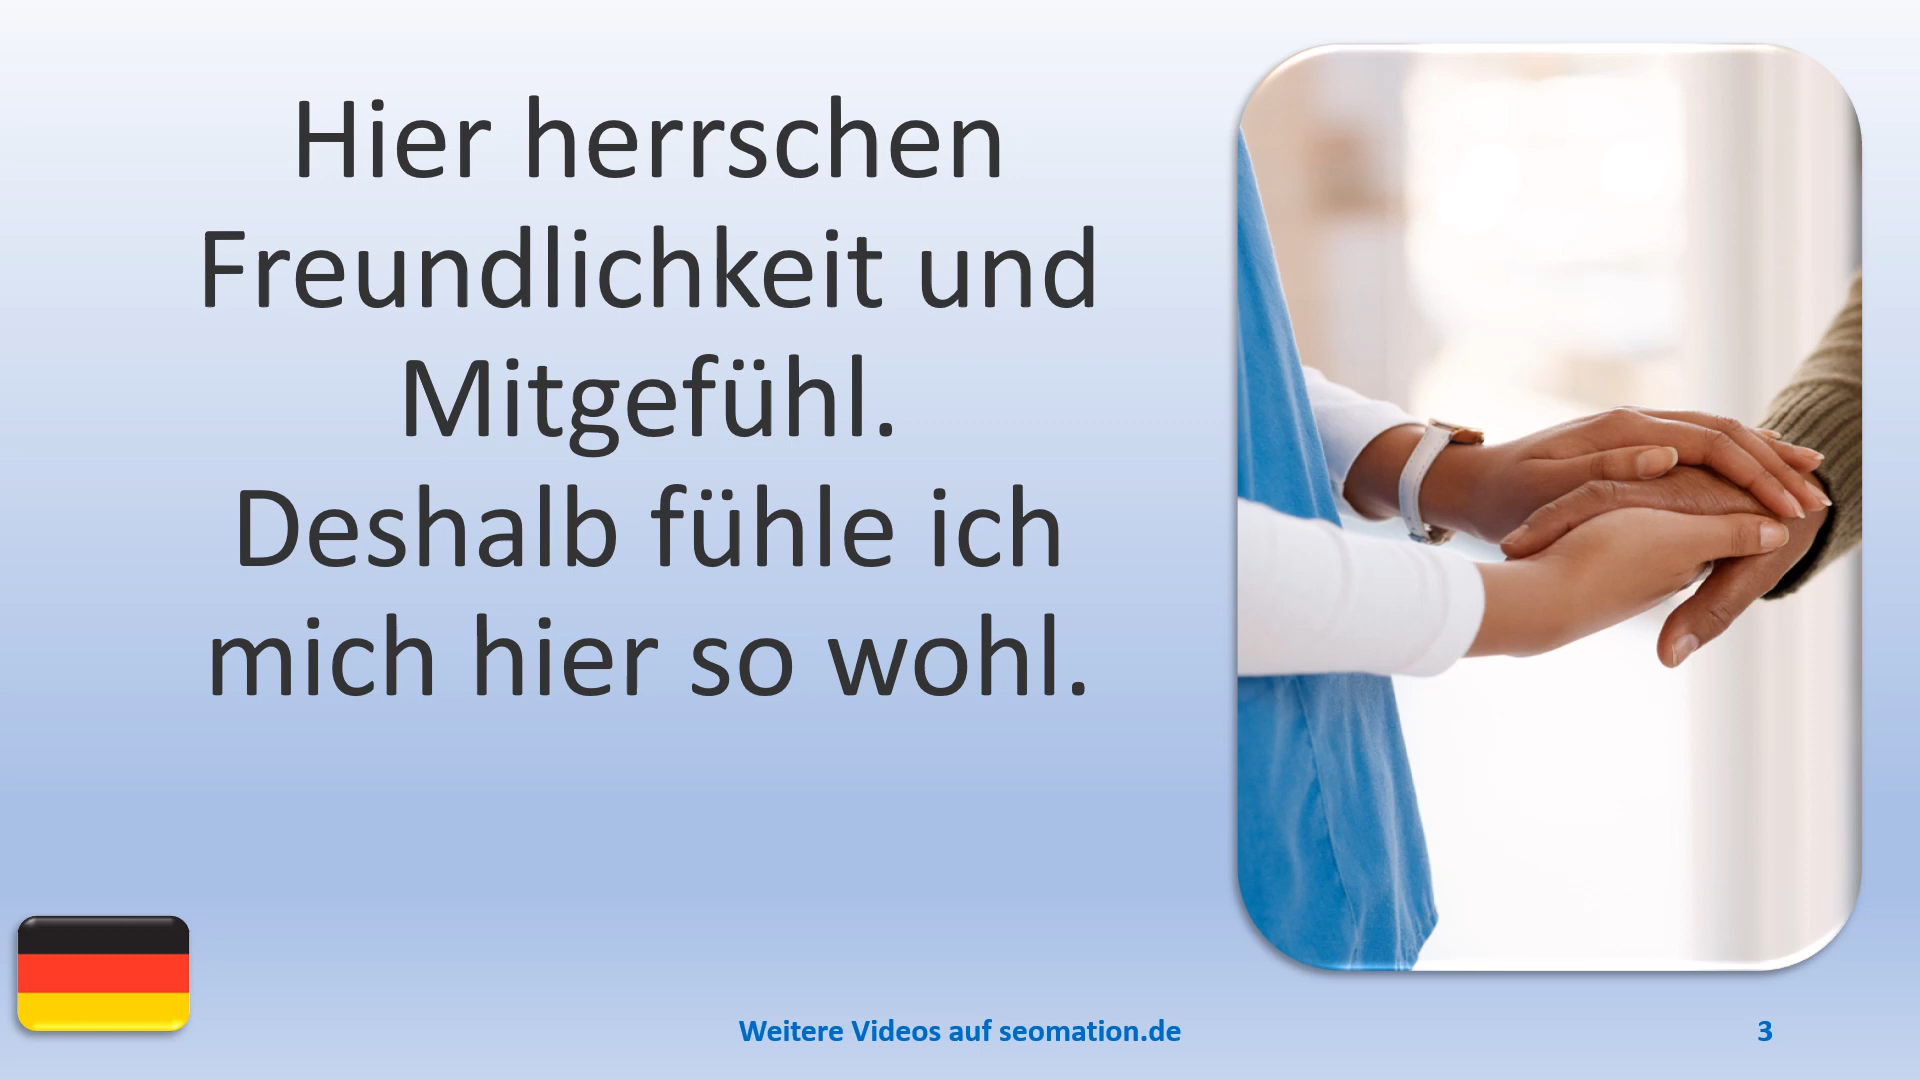 Hier herrschen
Freundlichkeit und
Mitgefühl.
Deshalb fühle ich
mich hier so wohl.
Weitere Videos auf seomation.de
3